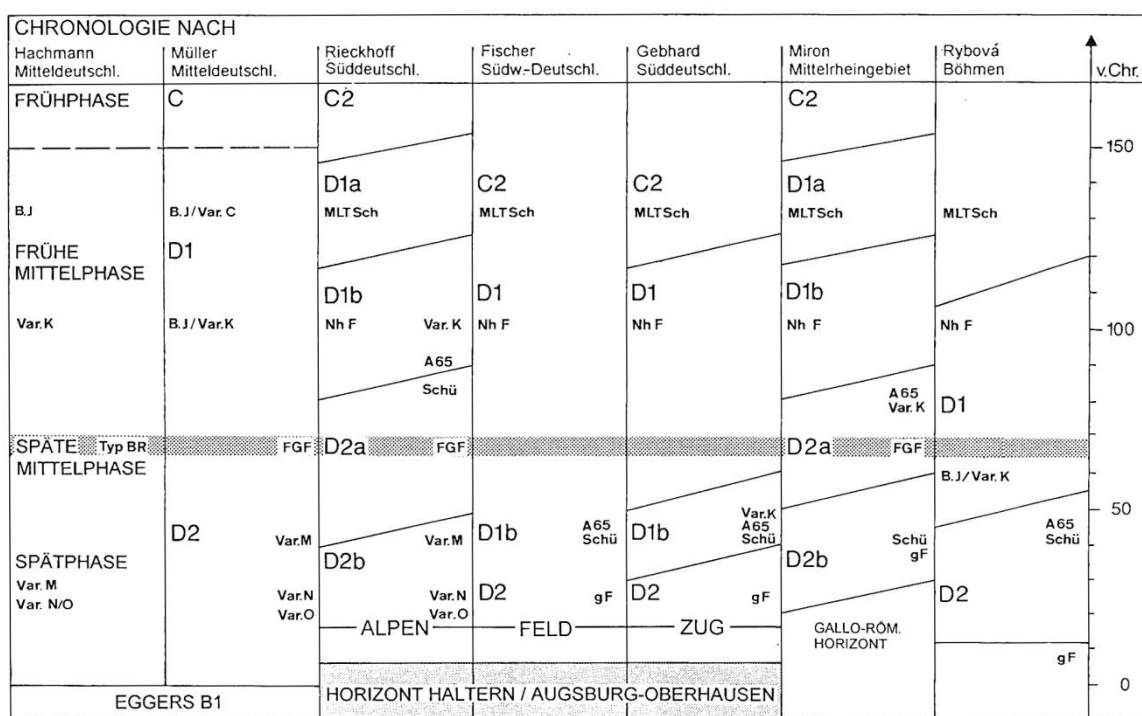 CHRONOLOGIE NACH
Hachmann Müller Rieckhoff Fischer Gebhard Miron Rybová
Mitteldeutschl. Mitteldeutschl. Süddeutschl. Südw.-Deutschl. Süddeutschl. Mittelrheingebiet Böhmen v.Chr.
FRÜHPHASE C C2 C2
150
D1a C2 C2 D1a
B.J B.J/Var. C MLTSch MLTSch MLTSch MLTSch MLTSch
FRÜHE D1
MITTELPHASE
D1b D1 D1 D1b
Var.K B.J/Var.K Nh F Var. K Nh F Nh F Nh F Nh F 100
A65
Schü
A65
Var. K D1
SPÄTE Typ BR FGF D2a FGF D2a FGF
MITTELPHASE
B.J/Var. K
50
Var.K
D2 Var.M Var.M D1b A65 Schü D1b A65 Schü A65 Schü
SPÄTPHASE D2b D2b Schü gF
Var. M
Var. N/O Var.N Var.N D2 gF D2 gF D2
Var.O Var.O
ALPEN FELD ZUG
GALLO-RÖM.
HORIZONT
gF
0
EGGERS B1 HORIZONT HALTERN / AUGSBURG-OBERHAUSEN